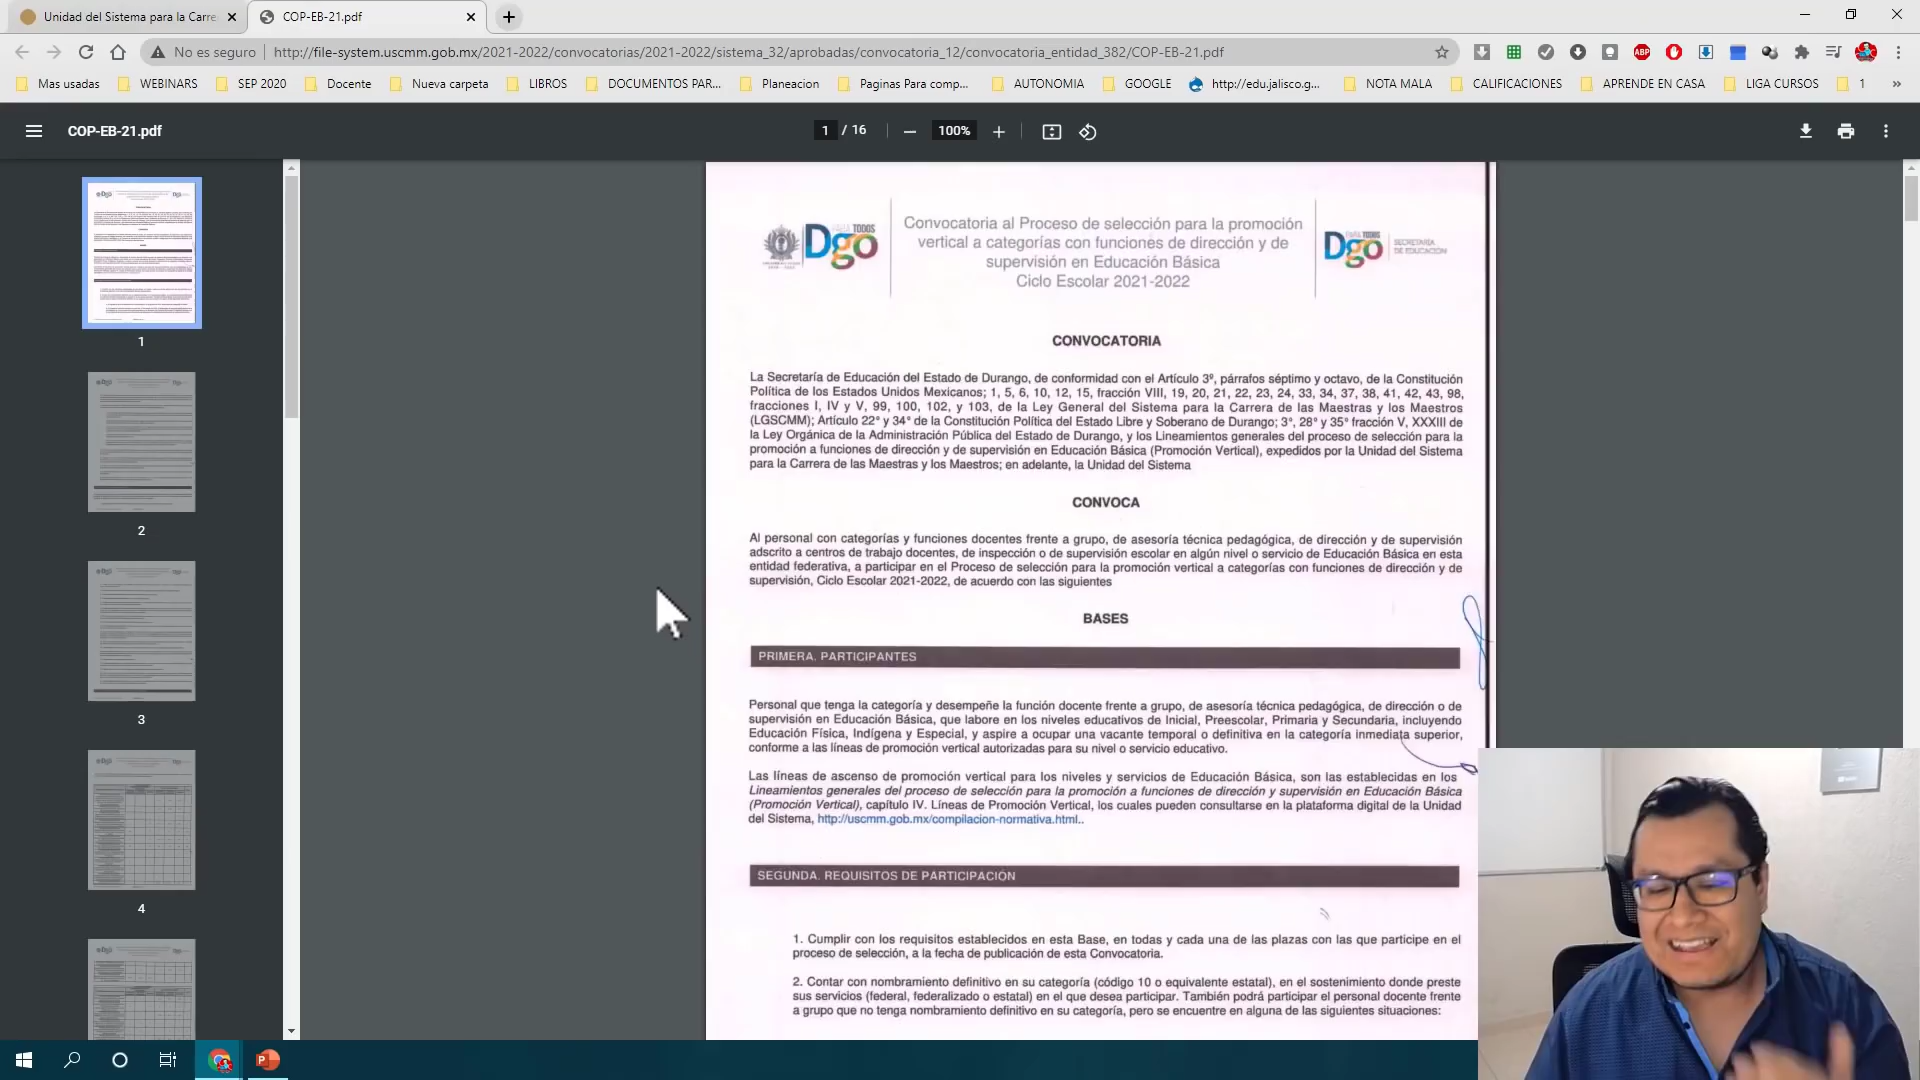 Unidad del Sistema para la Carre
COP-EB-21.pdf
No es seguro
http://file-system.uscmm.gob.mx/2021-2022/convocatorias/2021-2022/sistema_32/aprobadas/convocatoria_12/convocatoria_entidad_382/COP-EB-21.pdf
Mas usadas
WEBINARS
SEP 2020
Docente
Nueva carpeta
LIBROS
DOCUMENTOS PAR...
Planeacion
Paginas Para comp...
AUTONOMIA
GOOGLE
http://edu.jalisco.g...
NOTA MALA
CALIFICACIONES
APRENDE EN CASA
LIGA CURSOS
1
»
COP-EB-21.pdf
1 / 16
100%
1
2
3
4
Dgo
TODOS
Convocatoria al Proceso de selección para la promoción
vertical a categorías con funciones de dirección y de
supervisión en Educación Básica
Ciclo Escolar 2021-2022
PARA TODOS
Dgo
SECRETARÍA
DE EDUCACIÓN
CONVOCATORIA
La Secretaría de Educación del Estado de Durango, de conformidad con el Artículo 3º, párrafos séptimo y octavo, de la Constitución
Política de los Estados Unidos Mexicanos; 1, 5, 6, 10, 12, 15, fracción VIII, 19, 20, 21, 22, 23, 24, 33, 34, 37, 38, 41, 42, 43, 98,
fracciones I, IV y V, 99, 100, 102, y 103, de la Ley General del Sistema para la Carrera de las Maestras y los Maestros
(LGSCMM); Artículo 22° y 34° de la Constitución Política del Estado Libre y Soberano de Durango; 3°, 28° y 35° fracción V, XXXIII de
la Ley Orgánica de la Administración Pública del Estado de Durango, y los Lineamientos generales del proceso de selección para la
promoción a funciones de dirección y de supervisión en Educación Básica (Promoción Vertical), expedidos por la Unidad del Sistema
para la Carrera de las Maestras y los Maestros; en adelante, la Unidad del Sistema
CONVOCA
Al personal con categorías y funciones docentes frente a grupo, de asesoría técnica pedagógica, de dirección y de supervisión
adscrito a centros de trabajo docentes, de inspección o de supervisión escolar en algún nivel o servicio de Educación Básica en esta
entidad federativa, a participar en el Proceso de selección para la promoción vertical a categorías con funciones de dirección y de
supervisión, Ciclo Escolar 2021-2022, de acuerdo con las siguientes
BASES
PRIMERA. PARTICIPANTES
Personal que tenga la categoría y desempeñe la función docente frente a grupo, de asesoría técnica pedagógica, de dirección o de
supervisión en Educación Básica, que labore en los niveles educativos de Inicial, Preescolar, Primaria y Secundaria, incluyendo
Educación Física, Indígena y Especial, y aspire a ocupar una vacante temporal o definitiva en la categoría inmediata superior,
conforme a las líneas de promoción vertical autorizadas para su nivel o servicio educativo.
Las líneas de ascenso de promoción vertical para los niveles y servicios de Educación Básica, son las establecidas en los
Lineamientos generales del proceso de selección para la promoción a funciones de dirección y supervisión en Educación Básica
(Promoción Vertical), capítulo IV. Líneas de Promoción Vertical, los cuales pueden consultarse en la plataforma digital de la Unidad
del Sistema, http://uscmm.gob.mx/compilacion-normativa.html..
SEGUNDA. REQUISITOS DE PARTICIPACIÓN
1. Cumplir con los requisitos establecidos en esta Base, en todas y cada una de las plazas con las que participe en el
proceso de selección, a la fecha de publicación de esta Convocatoria.
2. Contar con nombramiento definitivo en su categoría (código 10 o equivalente estatal), en el sostenimiento donde preste
sus servicios (federal, federalizado o estatal) en el que desea participar. También podrá participar el personal docente frente
a grupo que no tenga nombramiento definitivo en su categoría, pero se encuentre en alguna de las siguientes situaciones: